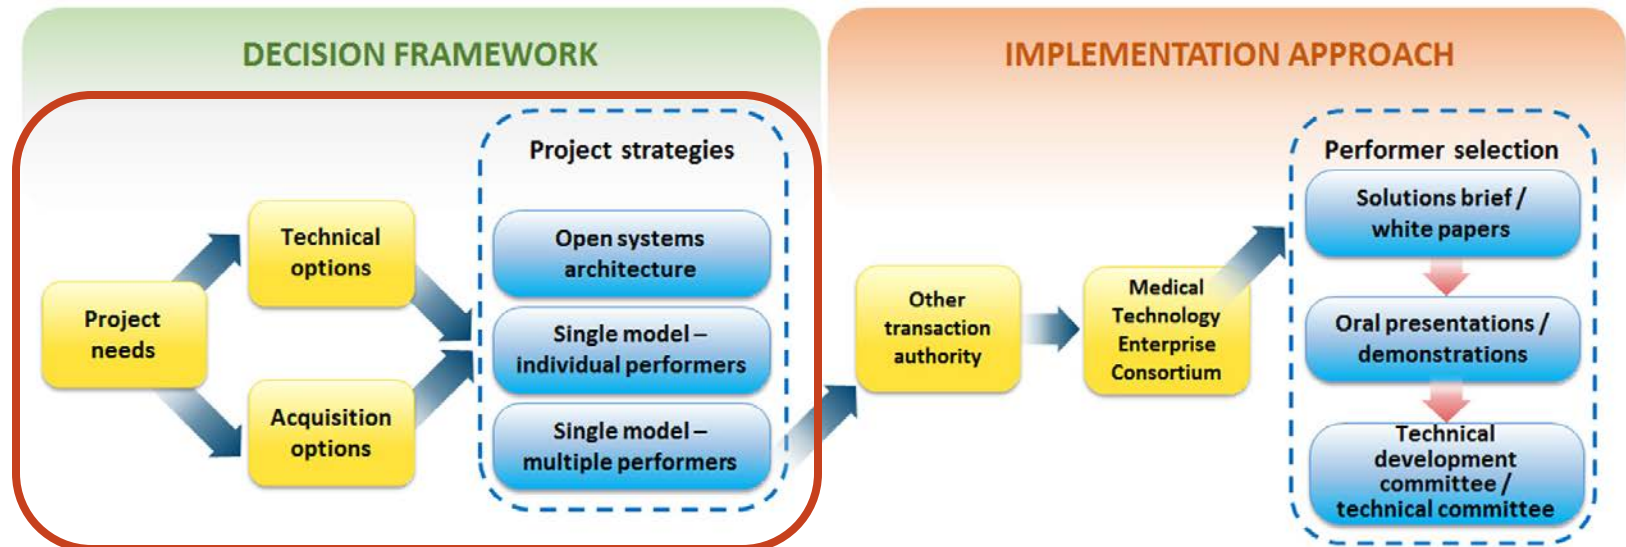 DECISION FRAMEWORK
Project needs
Technical
options
Acquisition
options
Project strategies
Open systems
architecture
Single model –
individual performers
Single model –
multiple performers
IMPLEMENTATION APPROACH
Other
transaction
authority
Medical
Technology
Enterprise
Consortium
Performer selection
Solutions brief /
white papers
Oral presentations /
demonstrations
Technical
development
committee /
technical committee